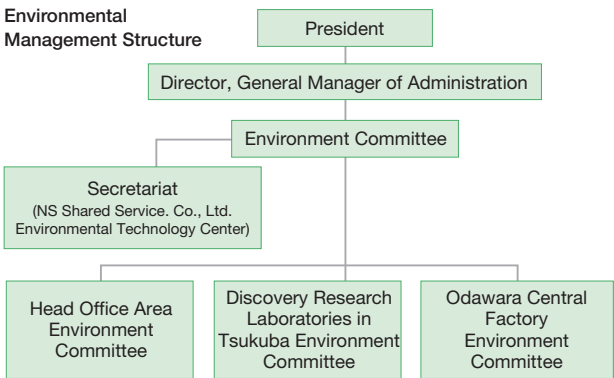 Environmental
Management Structure
President
Director, General Manager of Administration
Environment Committee
Secretariat
(NS Shared Service. Co., Ltd.
Environmental Technology Center)
Head Office Area
Environment
Committee
Discovery Research
Laboratories in
Tsukuba Environment
Committee
Odawara Central
Factory
Environment
Committee